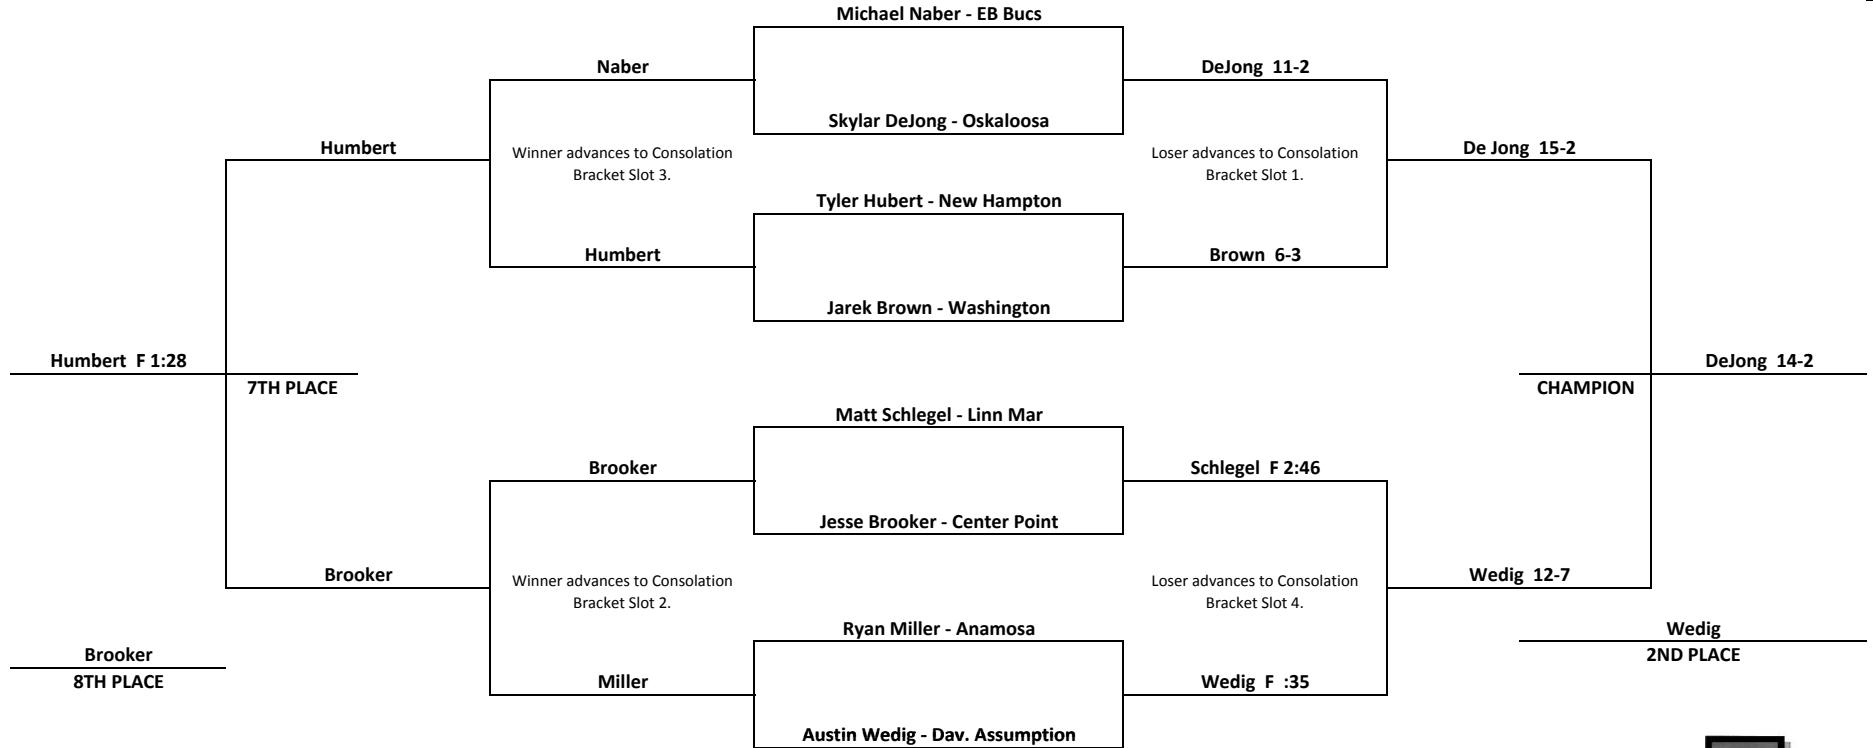 Michael Naber - EB Bucs
Naber
DeJong  11-2
Skylar DeJong - Oskaloosa
Humbert
Winner advances to Consolation
Bracket Slot 3.
Loser advances to Consolation
Bracket Slot 1.
De Jong  15-2
Tyler Hubert - New Hampton
Humbert
Brown  6-3
Jarek Brown - Washington
Humbert  F 1:28
7TH PLACE
CHAMPION
DeJong  14-2
Matt Schlegel - Linn Mar
Brooker
Schlegel  F 2:46
Jesse Brooker - Center Point
Brooker
Winner advances to Consolation
Bracket Slot 2.
Loser advances to Consolation
Bracket Slot 4.
Wedig  12-7
Ryan Miller - Anamosa
Brooker
8TH PLACE
Miller
Wedig  F  :35
Wedig
2ND PLACE
Austin Wedig - Dav. Assumption